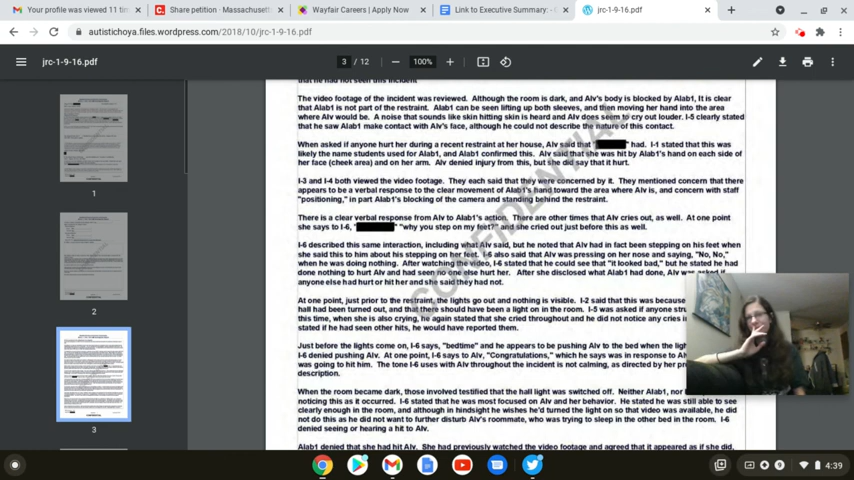 Your profile was viewed 11 tim
Share petition · Massachuset
Wayfair Careers | Apply Now
Link to Executive Summary: -
jrc-1-9-16.pdf
autistichoya.files.wordpress.com/2018/10/jrc-1-9-16.pdf
jrc-1-9-16.pdf
3 / 12
100%
that he had not seen this incident
The video footage of the incident was reviewed. Although the room is dark, and Alv's body is blocked by Alab1, It is clear
that Alab1 is not part of the restraint. Alab1 can be seen lifting up both sleeves, and then moving her hand into the area
where Alv would be. A noise that sounds like skin hitting skin is heard and Alv does seem to cry out louder. I-5 clearly stated
that he saw Alab1 make contact with Alv's face, although he could not describe the nature of this contact.
When asked if anyone hurt her during a recent restraint at her house, Alv said that " had. I-1 stated that this was
likely the name students used for Alab1, and Alab1 confirmed this. Alv said that she was hit by Alab1's hand on each side of
her face (cheek area) and on her arm. Alv denied injury from this, but she did say that it hurt.
I-3 and I-4 both viewed the video footage. They each said that they were concerned by it. They mentioned concern that there
appears to be a verbal response to the clear movement of Alab1's hand toward the area where Alv is, and concern with staff
"positioning," in part Alab1's blocking of the camera and standing behind the restraint.
There is a clear verbal response from Alv to Alab1's action. There are other times that Alv cries out, as well. At one point
she says to I-6, " "why you step on my feet?" and she cried out just before this as well.
I-6 described this same interaction, including what Alv said, but he noted that Alv had in fact been stepping on his feet when
she said this to him about his stepping on her feet. I-6 also said that Alv was pressing on her nose and saying, "No, No,"
when he was doing nothing. After watching the video, I-6 stated that he could see that "it looked bad," but he stated he had
done nothing to hurt Alv and had seen no one else hurt her. After she disclosed what Alab1 had done, Alv was asked if
anyone else had hurt or hit her and she said they had not.
At one point, just prior to the restraint, the lights go out and nothing is visible. I-2 said that this was because
hall had been turned out, and that there should have been a light on in the room. I-5 was asked if anyone
this time, when she is also crying, he again stated that she cried throughout and he did not notice any cries
stated if he had seen other hits, he would have reported them.
Just before the lights come on, I-6 says, "bedtime" and he appears to be pushing Alv to the bed when the
I-6 denied pushing Alv. At one point, I-6 says to Alv, "Congratulations," which he says was in response to
was going to hit him. The tone I-6 uses with Alv throughout the incident is not calming, as directed by her
description.
When the room became dark, those involved testified that the hall light was switched off. Neither Alab1, nor
noticing this as it occurred. I-6 stated that he was most focused on Alv and her behavior. He stated he was still able to see
clearly enough in the room, and although in hindsight he wishes he'd turned the light on so that video was available, he did
not do this as he did not want to further disturb Alv's roommate, who was trying to sleep in the other bed in the room. I-6
denied seeing or hearing a hit to Alv.
Alab1 denied that she had hit Alv. She had previously watched the video footage and agreed that it appeared as if she did.
CONFIDENTIAL
1
2
3
4:39